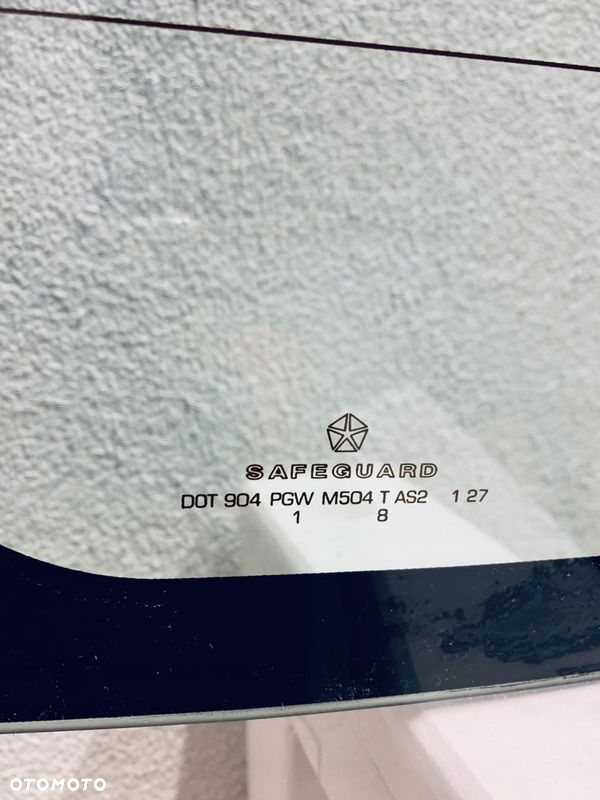 SAFEGUARD
DOT 904 PGW M504 T AS2 1 27
1 8
OTOMOTO